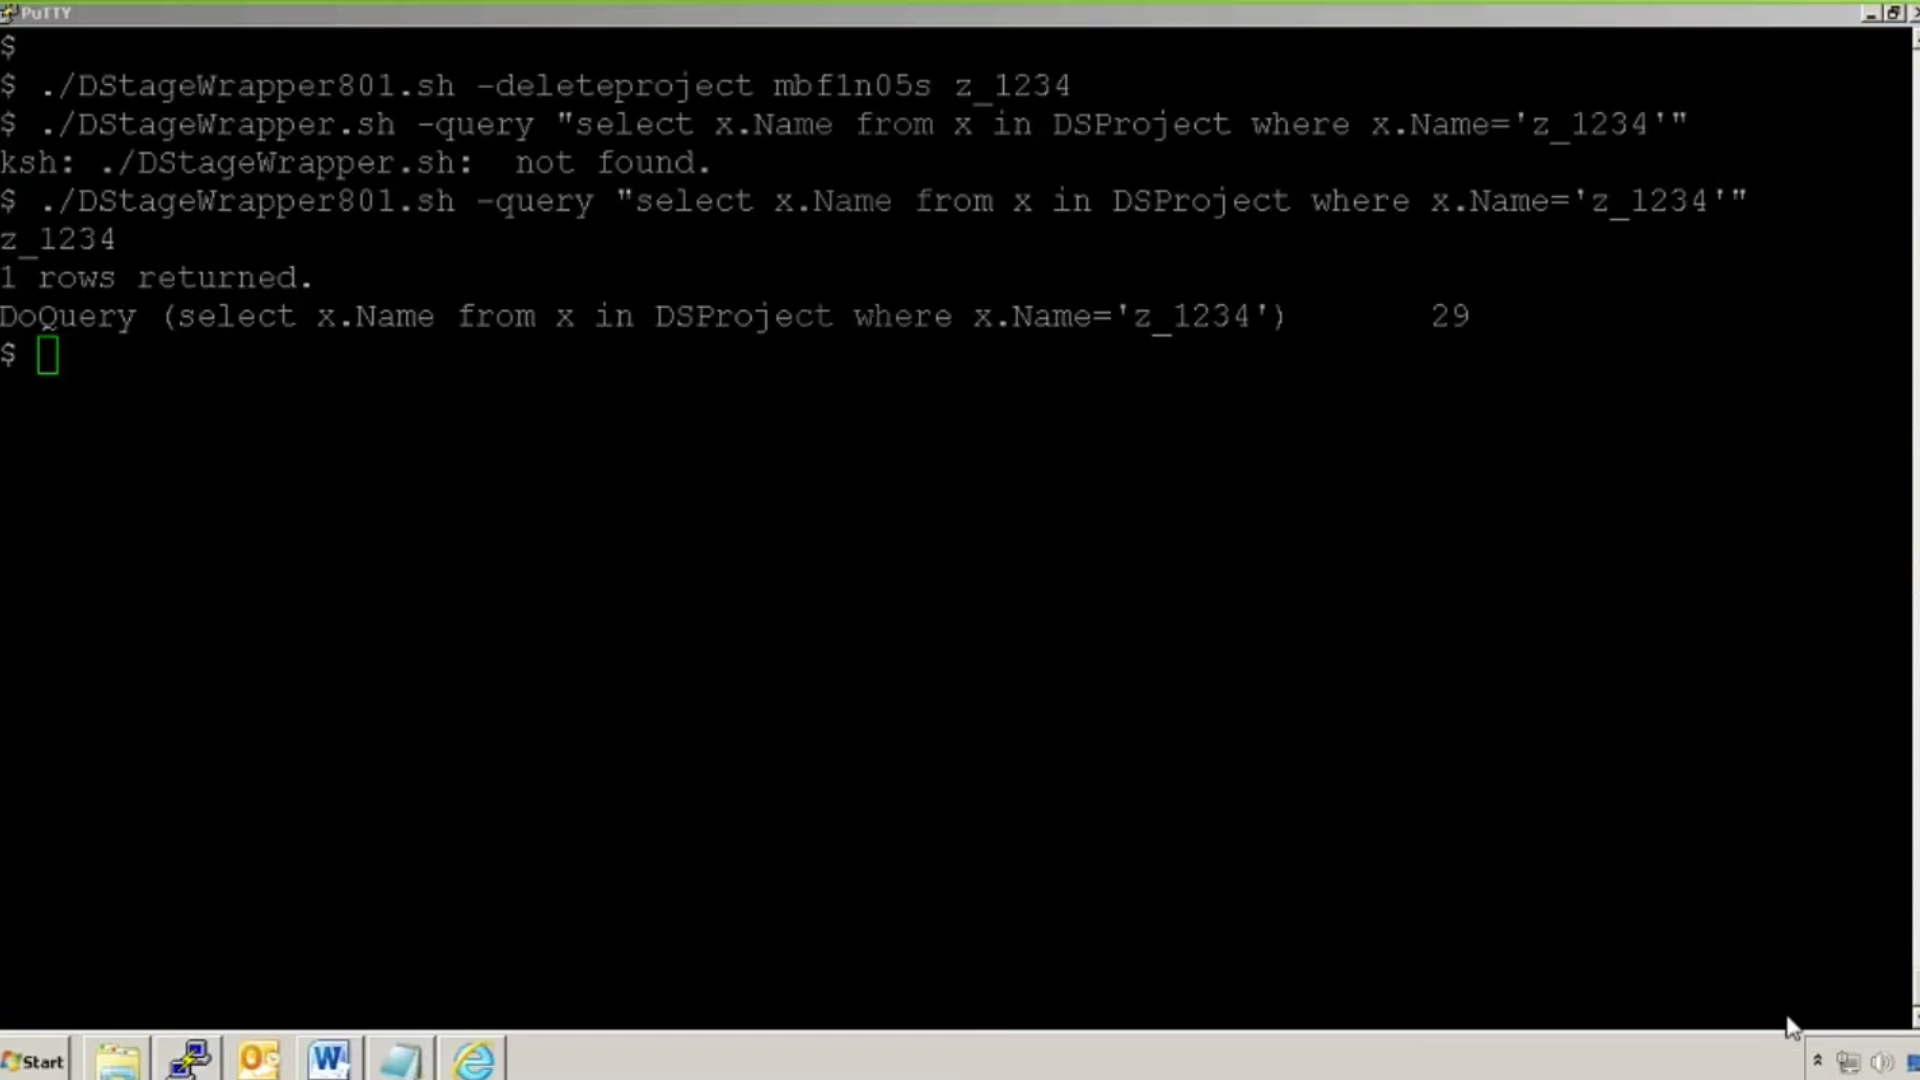 PuTTY
$
$ ./DStageWrapper801.sh -deleteproject mbf1n05s z_1234
$ ./DStageWrapper.sh -query "select x.Name from x in DSProject where x.Name='z_1234'"
ksh: ./DStageWrapper.sh:  not found.
$ ./DStageWrapper801.sh -query "select x.Name from x in DSProject where x.Name='z_1234'"
z_1234
1 rows returned.
DoQuery (select x.Name from x in DSProject where x.Name='z_1234')       29
$
Start